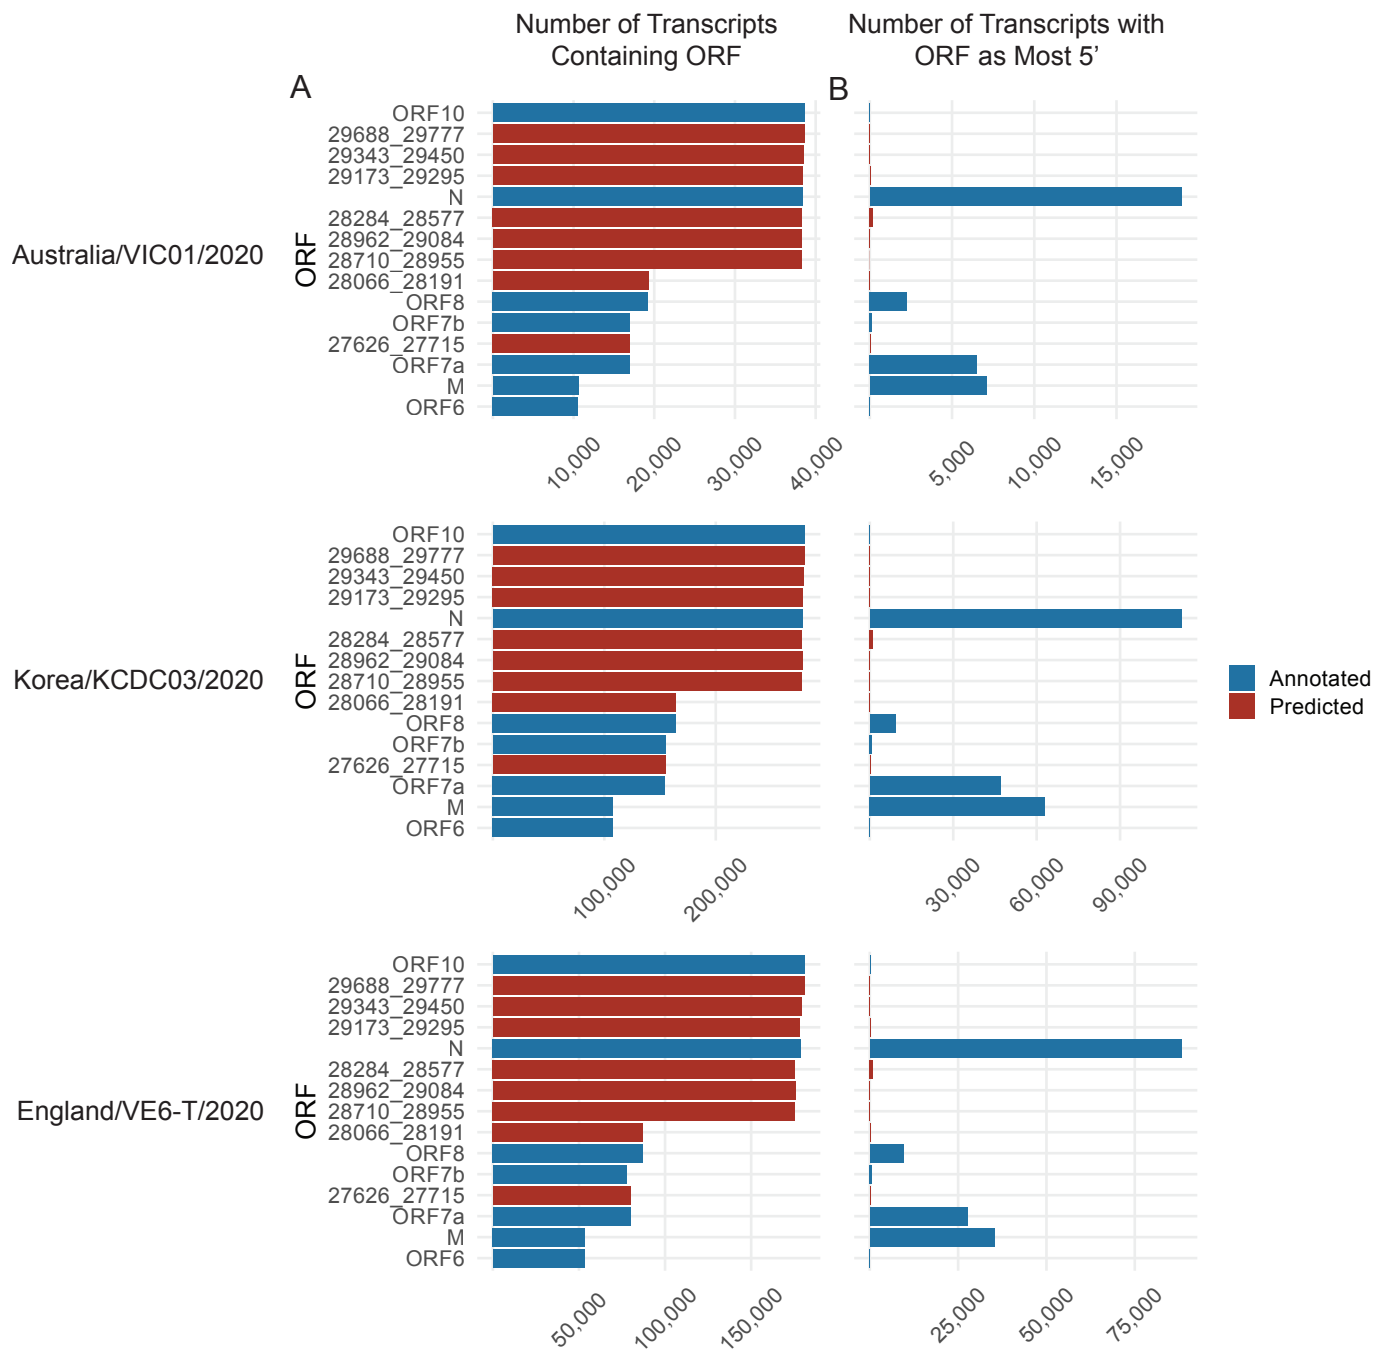 Number of Transcripts
Containing ORF
Number of Transcripts with
ORF as Most 5’
A
B
Australia/VIC01/2020
ORF
ORF10
29688_29777
29343_29450
29173_29295
N
28284_28577
28962_29084
28710_28955
28066_28191
ORF8
ORF7b
27626_27715
ORF7a
M
ORF6
10,000
20,000
30,000
40,000
5,000
10,000
15,000
Korea/KCDC03/2020
ORF
ORF10
29688_29777
29343_29450
29173_29295
N
28284_28577
28962_29084
28710_28955
28066_28191
ORF8
ORF7b
27626_27715
ORF7a
M
ORF6
100,000
200,000
30,000
60,000
90,000
Annotated
Predicted
England/VE6-T/2020
ORF
ORF10
29688_29777
29343_29450
29173_29295
N
28284_28577
28962_29084
28710_28955
28066_28191
ORF8
ORF7b
27626_27715
ORF7a
M
ORF6
50,000
100,000
150,000
25,000
50,000
75,000